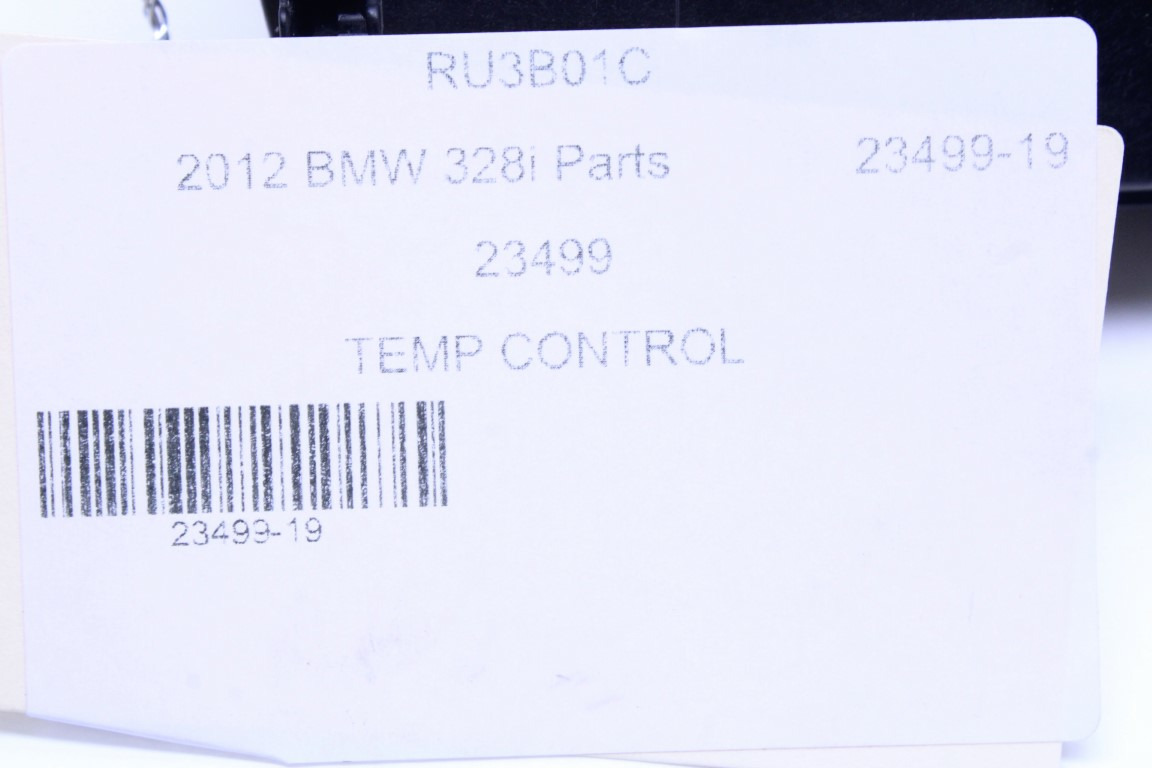 RU3B01C
2012 BMW 328i Parts 23499-19
23499
TEMP CONTROL
23499-19